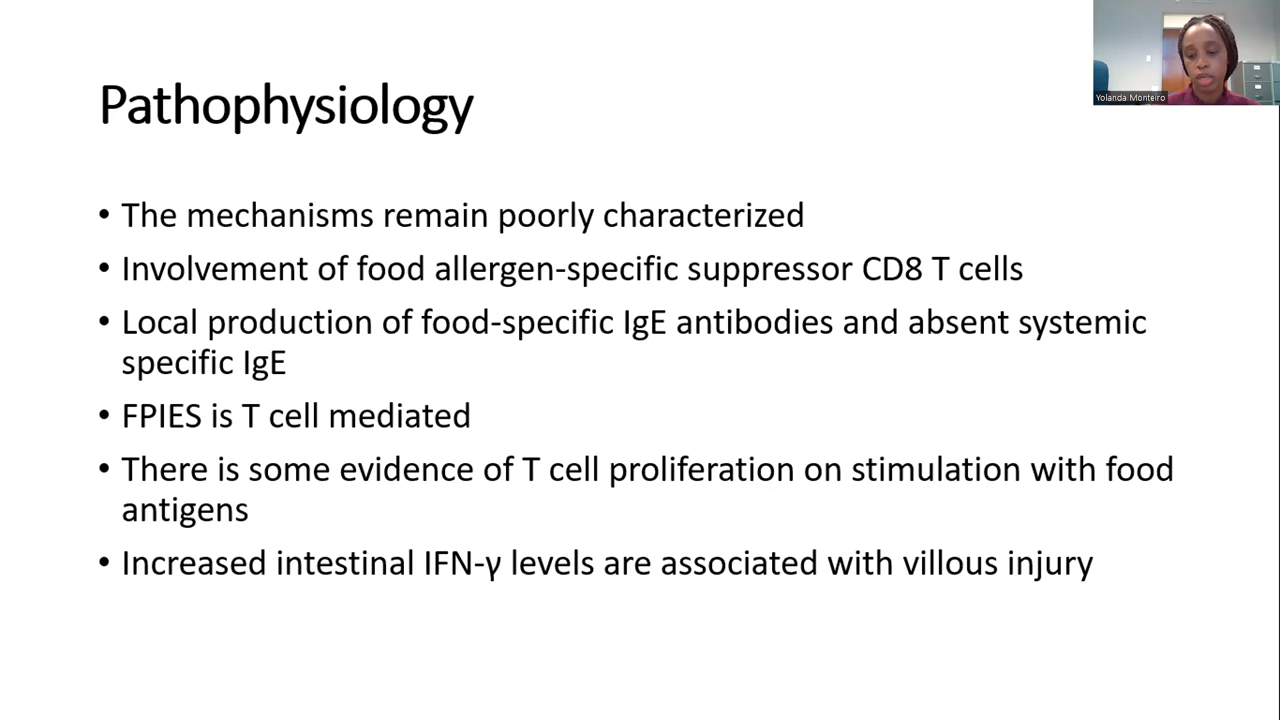 Yolanda Monteiro
Pathophysiology
• The mechanisms remain poorly characterized
• Involvement of food allergen-specific suppressor CD8 T cells
• Local production of food-specific IgE antibodies and absent systemic
specific IgE
• FPIES is T cell mediated
• There is some evidence of T cell proliferation on stimulation with food
antigens
• Increased intestinal IFN-γ levels are associated with villous injury